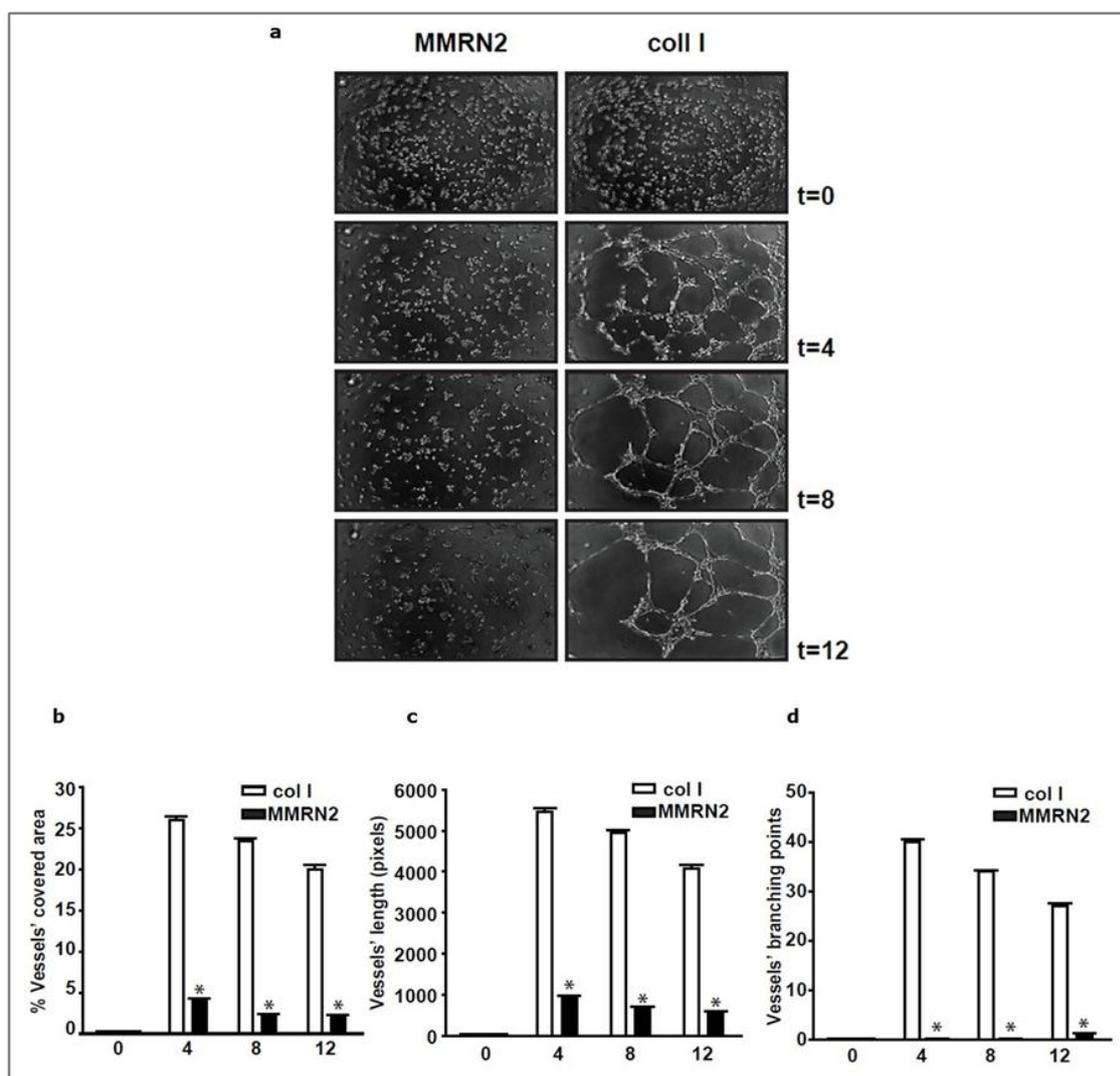 a
MMRN2 coll I
t=0
t=4
t=8
t=12
b
% Vessels' covered area
30
25
20
15
10
5
0
col I
MMRN2
*
*
*
0 4 8 12
c
Vessels' length (pixels)
6000
5000
4000
3000
2000
1000
0
col I
MMRN2
*
*
*
0 4 8 12
d
Vessels' branching points
50
40
30
20
10
0
col I
MMRN2
*
*
*
0 4 8 12